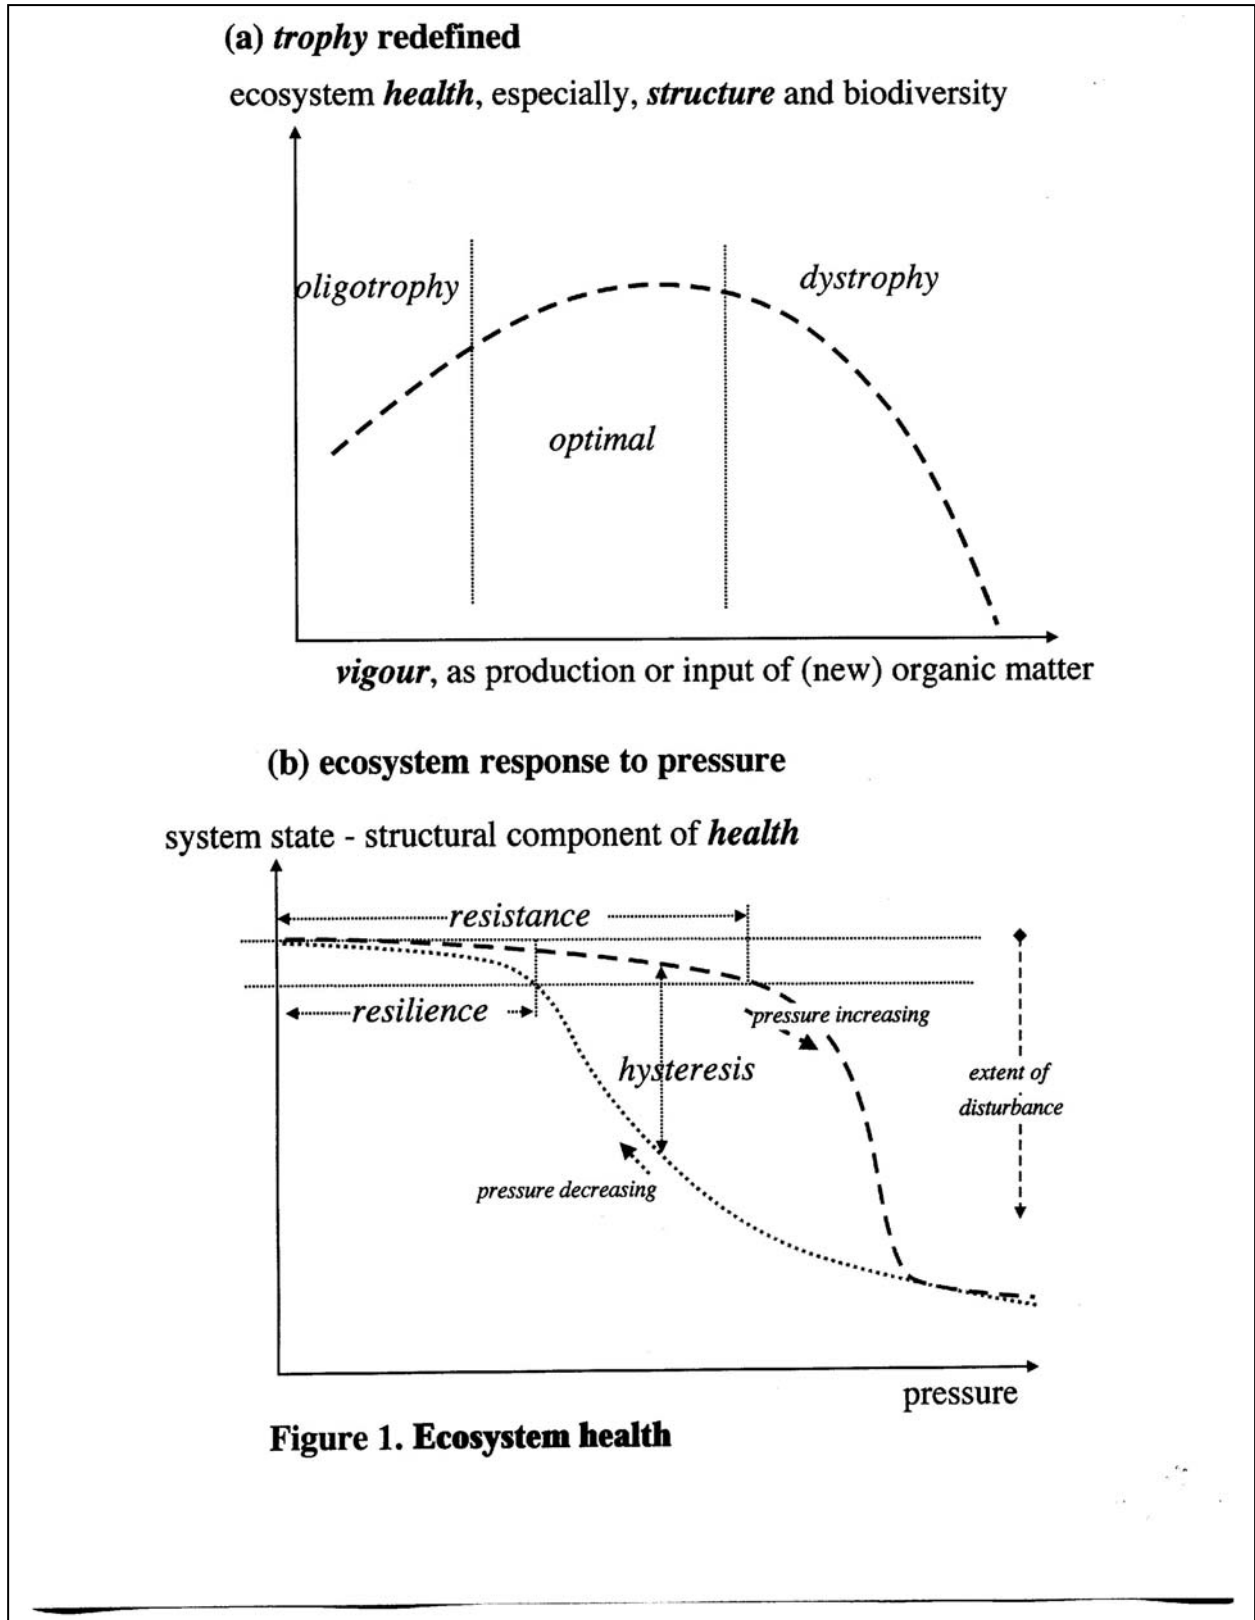 (a) trophy redefined
ecosystem health, especially, structure and biodiversity
oligotrophy
dystrophy
optimal
vigour, as production or input of (new) organic matter
(b) ecosystem response to pressure
system state - structural component of health
resistance
resilience
pressure increasing
hysteresis
extent of
disturbance
pressure decreasing
pressure
Figure 1. Ecosystem health